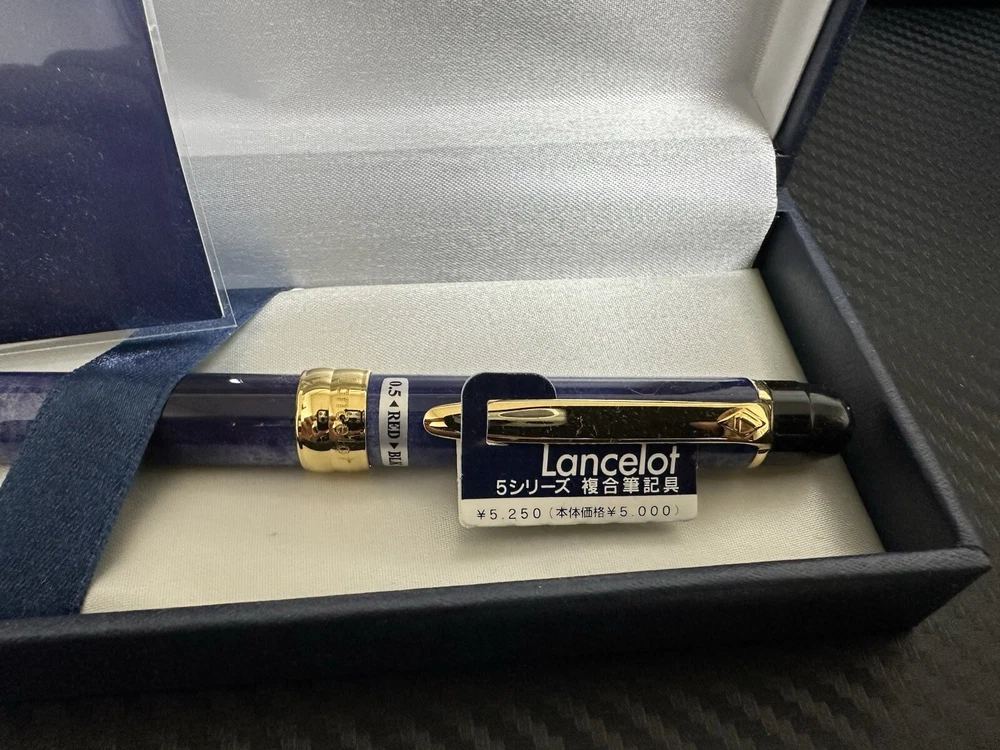 0.5◄RED►BLA
Lancelot
5シリーズ 複合筆記具
￥5.250（本体価格￥5.000）